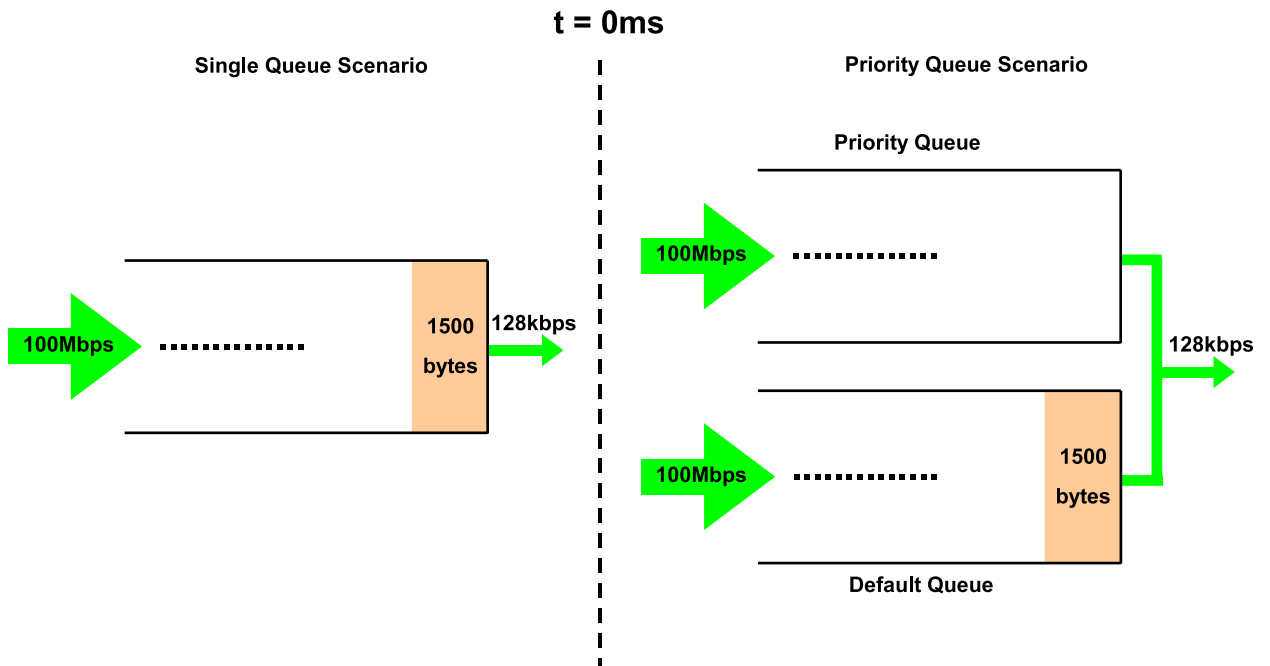 t = 0ms
Single Queue Scenario
100Mbps
1500
bytes
128kbps
Priority Queue Scenario
Priority Queue
100Mbps
128kbps
100Mbps
1500
bytes
Default Queue